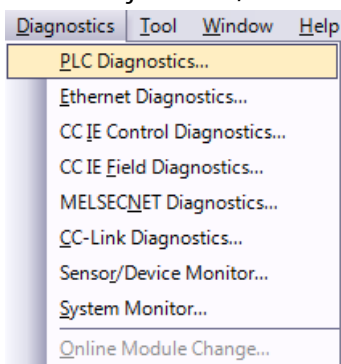 Diagnostics Tool Window Help
PLC Diagnostics...
Ethernet Diagnostics...
CC IE Control Diagnostics...
CC IE Field Diagnostics...
MELSECNET Diagnostics...
CC-Link Diagnostics...
Sensor/Device Monitor...
System Monitor...
Online Module Change...